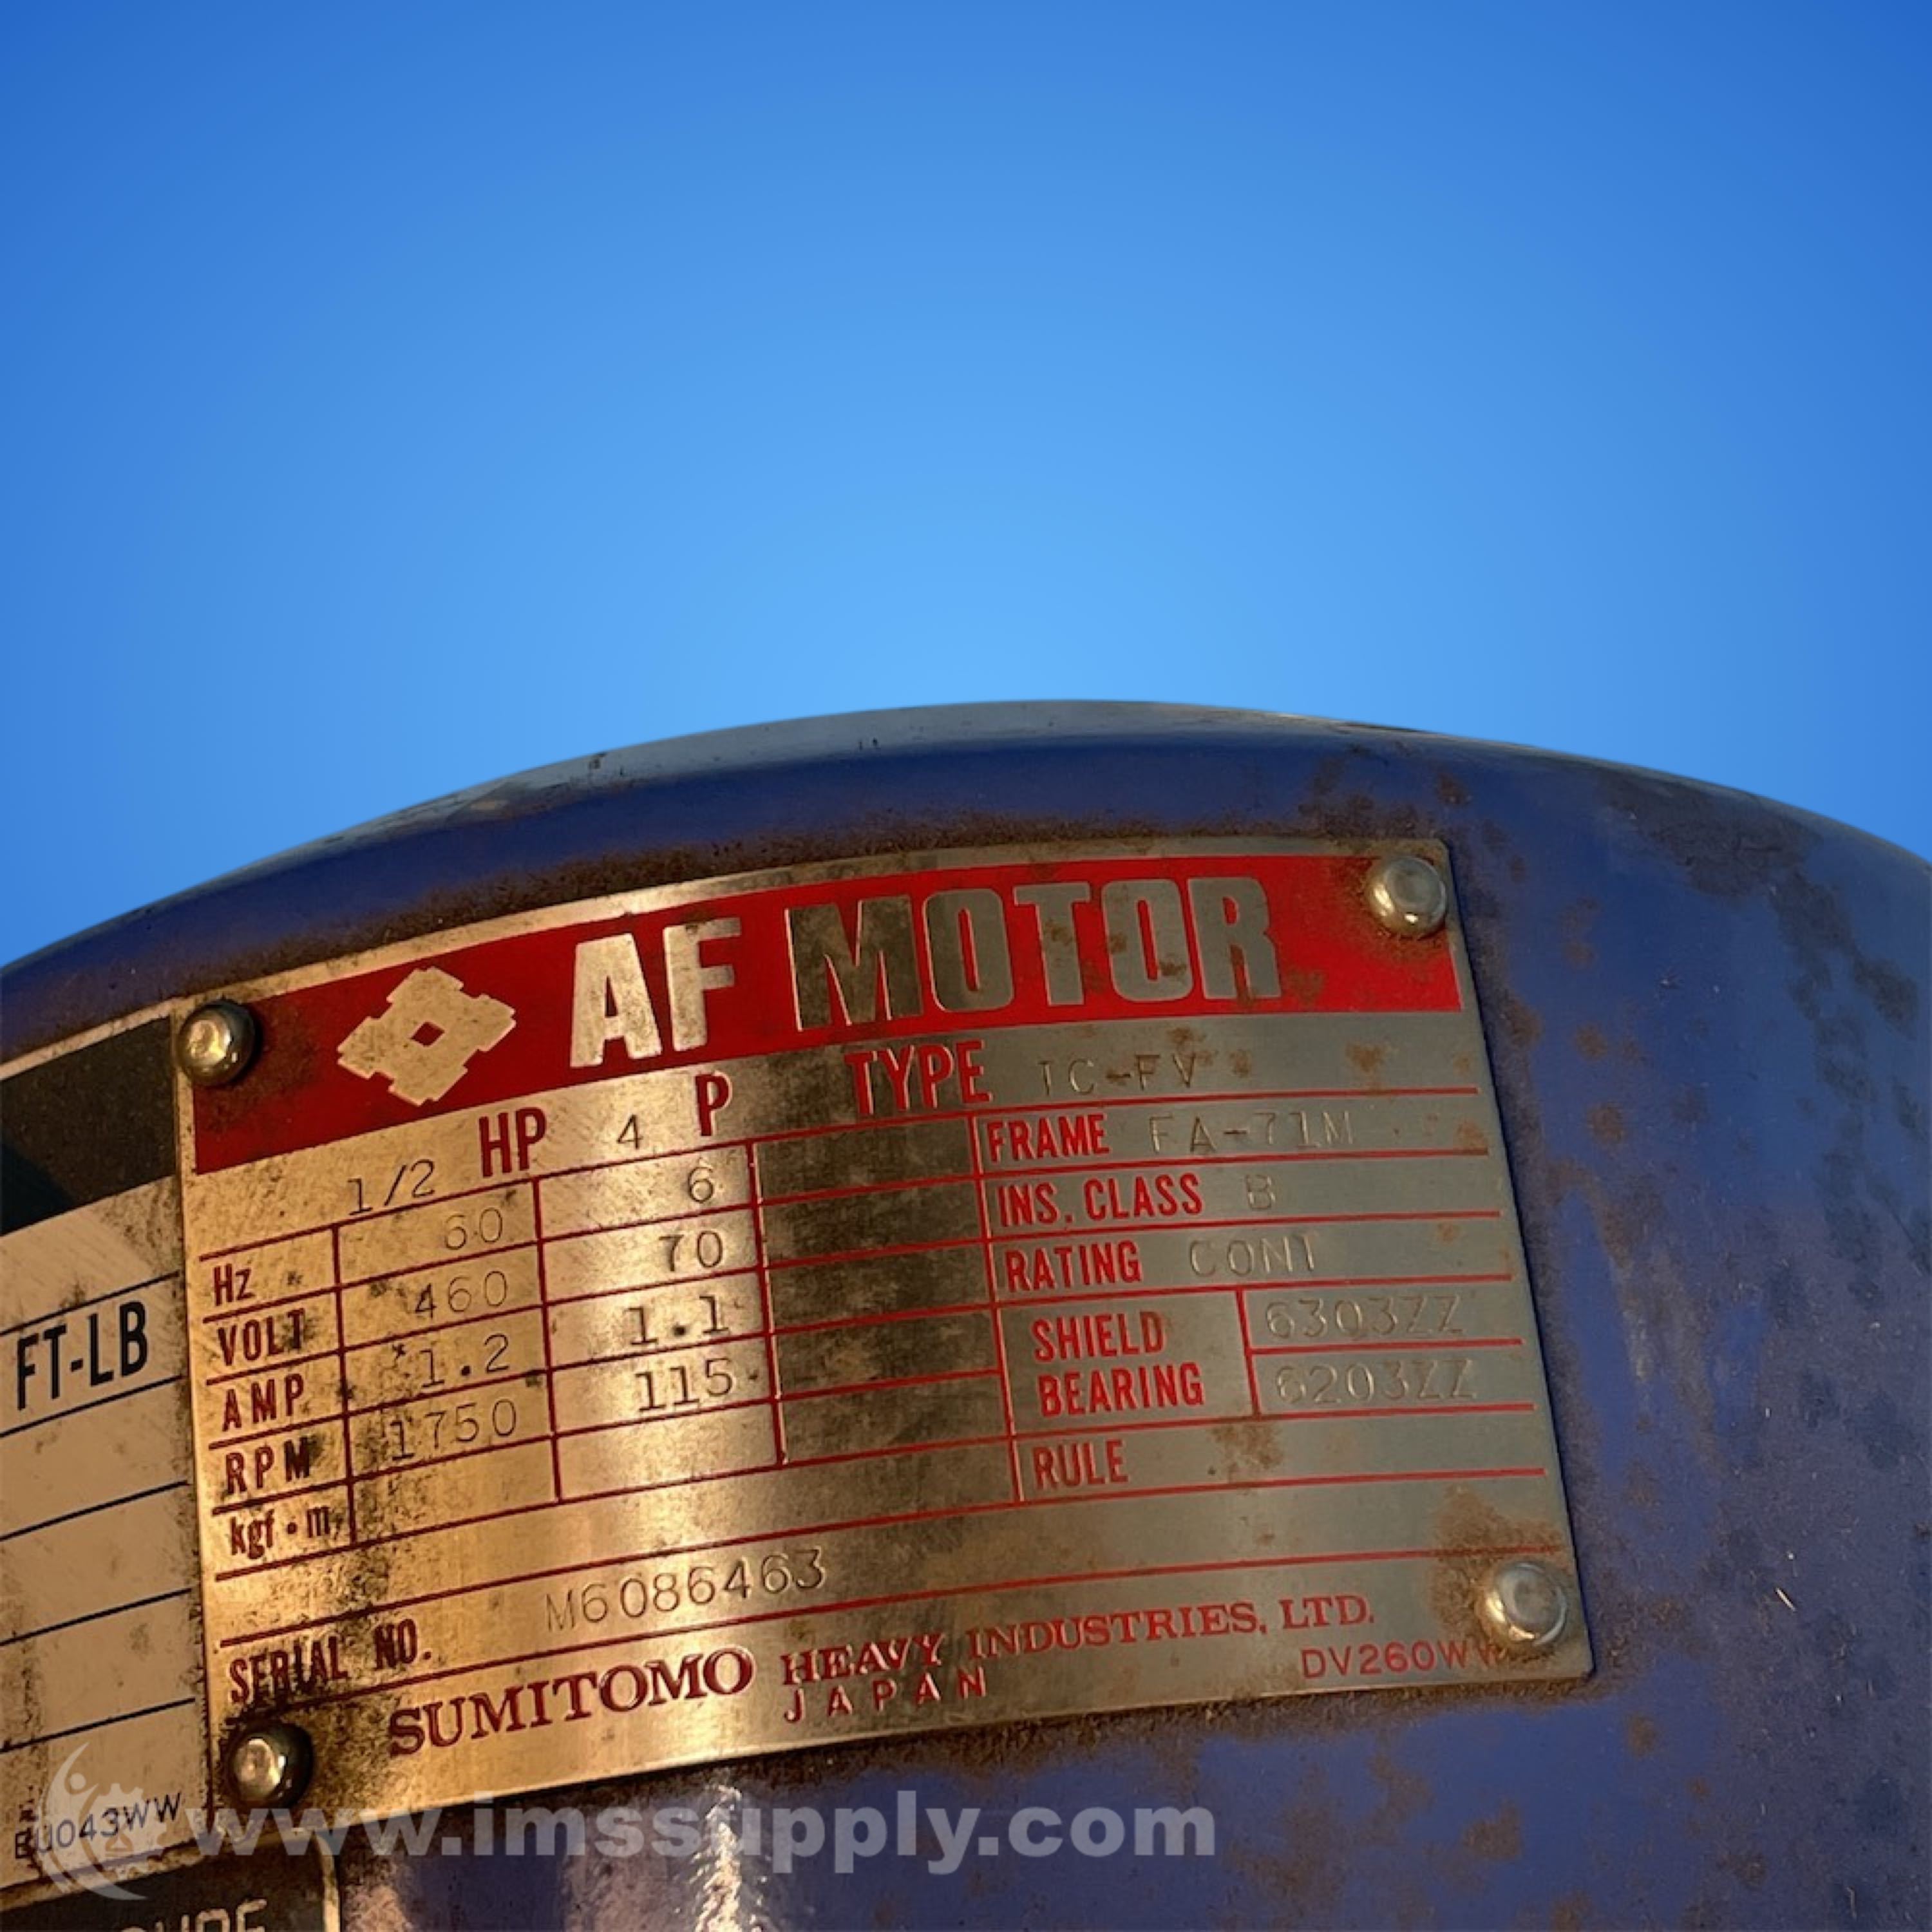 AF MOTOR
1/2 HP 4 P TYPE TC-FV
Hz 60 6 FRAME FA-71M
VOLT 460 70 INS. CLASS B
AMP 1.2 1.1 RATING CONT
RPM 1750 115 SHIELD BEARING 6303ZZ
6203ZZ
kgf·m RULE
SERIAL NO. M6086463
SUMITOMO HEAVY INDUSTRIES, LTD.
JAPAN
DV260WW
FT-LB
EU043WW
www.imssupply.com